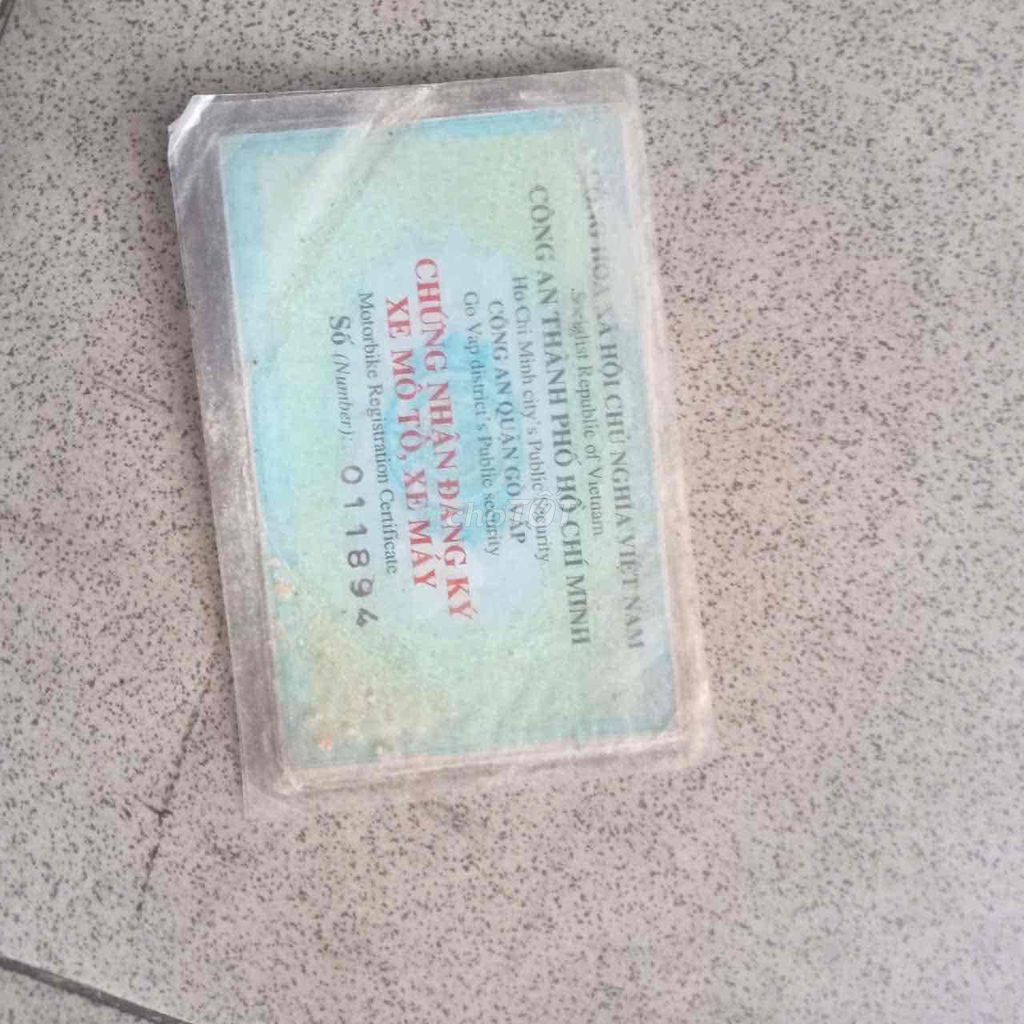 CỘNG HÒA XÃ HỘI CHỦ NGHĨA VIỆT NAM
Socialist Republic of Vietnam
CÔNG AN THÀNH PHỐ HỒ CHÍ MINH
Ho Chi Minh city's Public Security
CÔNG AN QUẬN GÒ VẤP
Go Vap district's Public security
CHỨNG NHẬN ĐĂNG KÝ
XE MÔ TÔ, XE MÁY
Motorbike Registration Certificate
Số (Number): 011894
chợTỐT